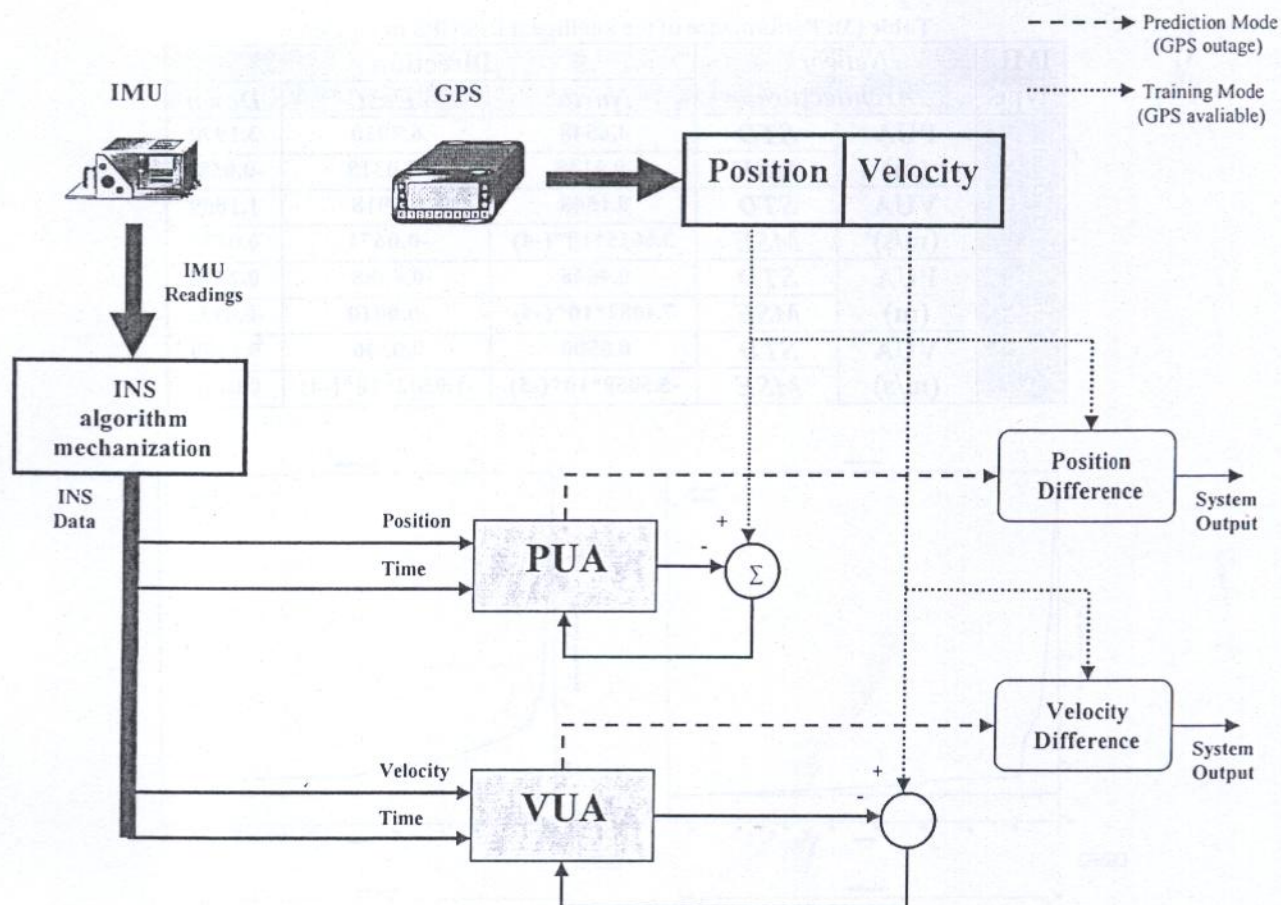 Prediction Mode
(GPS outage)
Training Mode
(GPS avaliable)
IMU
GPS
Position
Velocity
IMU
Readings
INS
algorithm
mechanization
INS
Data
Position
Time
PUA
+
-
Σ
Position
Difference
System
Output
Velocity
Time
VUA
+
-
Velocity
Difference
System
Output